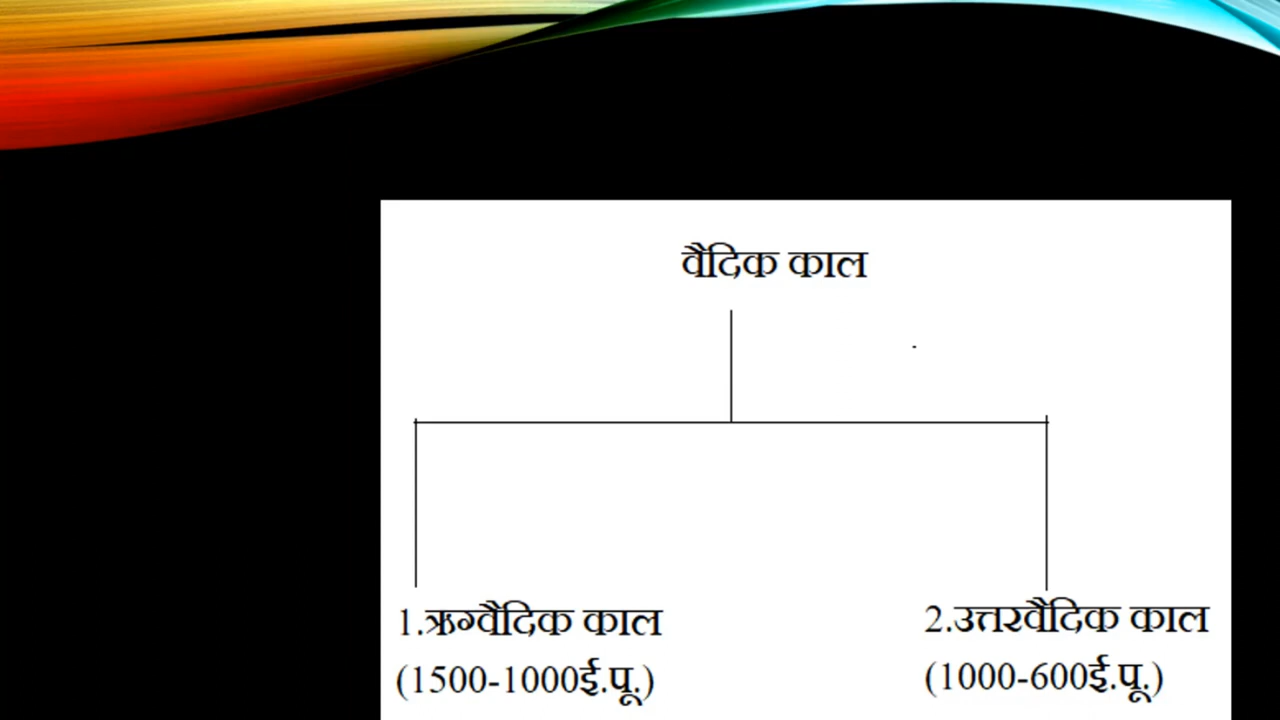 वैदिक काल
1.ऋग्वैदिक काल
(1500-1000ई.पू.)
2.उत्तरवैदिक काल
(1000-600ई.पू.)